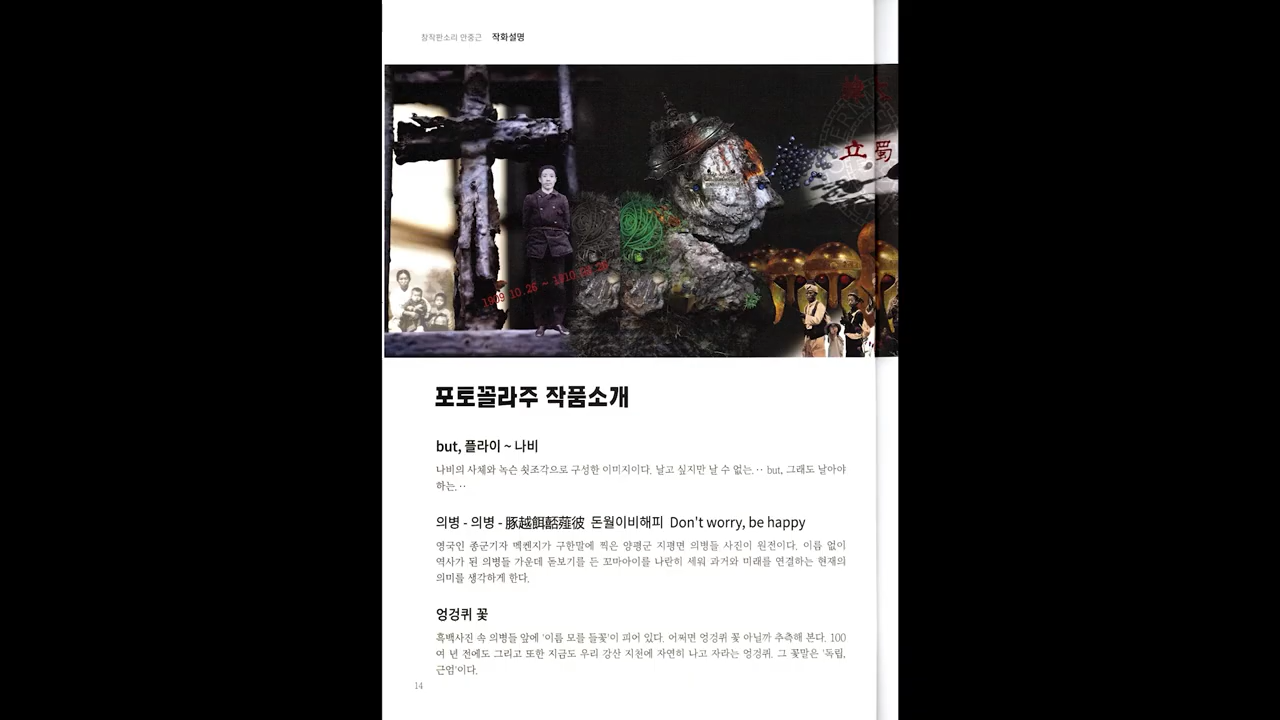 창작판소리 안중근 작화설명
立 蜀
1909.10.26 ~ 1910.03.26
포토꼴라주 작품소개
but, 플라이 ~ 나비
나비의 사체와 녹슨 쇳조각으로 구성한 이미지이다. 날고 싶지만 날 수 없는.‥ but, 그래도 날아야
하는.‥
의병 - 의병 - 豚越餌嚭蕯彼 돈월이비해피 Don't worry, be happy
영국인 종군기자 멕켄지가 구한말에 찍은 양평군 지평면 의병들 사진이 원전이다. 이름 없이
역사가 된 의병들 가운데 돋보기를 든 꼬마아이를 나란히 세워 과거와 미래를 연결하는 현재의
의미를 생각하게 한다.
엉겅퀴 꽃
흑백사진 속 의병들 앞에 '이름 모를 들꽃'이 피어 있다. 어쩌면 엉겅퀴 꽃 아닐까 추측해 본다. 100
여 년 전에도 그리고 또한 지금도 우리 강산 지천에 자연히 나고 자라는 엉겅퀴. 그 꽃말은 '독립,
근엄'이다.
14